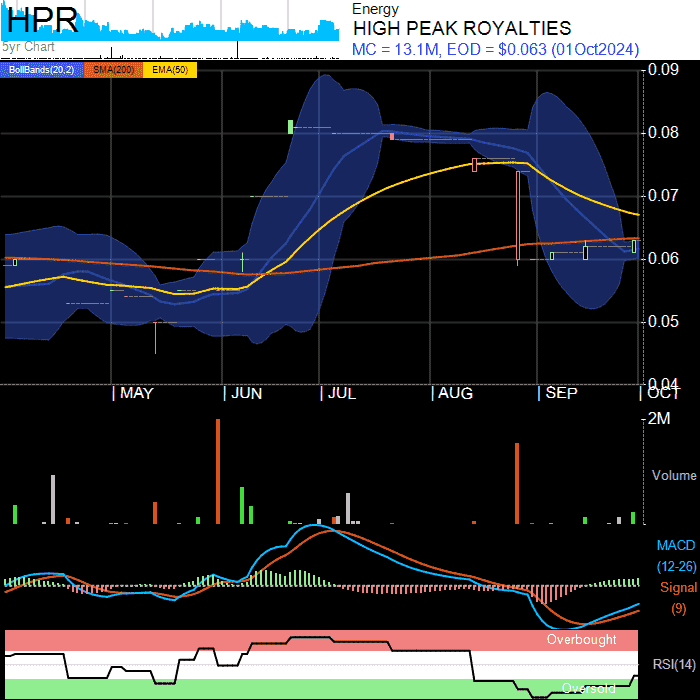 HPR
5yr Chart
Energy
HIGH PEAK ROYALTIES
MC = 13.1M, EOD = $0.063 (01Oct2024)
BollBands(20,2) SMA(200) EMA(50)
0.09
0.08
0.07
0.06
0.05
0.04
MAY JUN JUL AUG SEP OCT
2M
Volume
MACD
(12-26)
Signal
(9)
Overbought
RSI(14)
Oversold